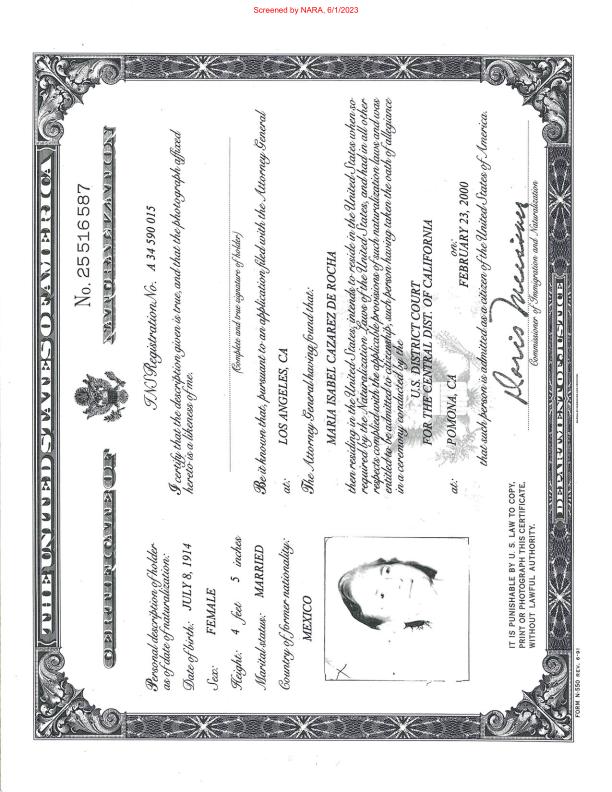 Screened by NARA, 6/1/2023
THE UNITED STATES OF AMERICA
CERTIFICATE OF NATURALIZATION
No. 25516587
Personal description of holder
as of date of naturalization:
Date of birth: JULY 8, 1914
Sex: FEMALE
Height: 4 feet 5 inches
Marital status: MARRIED
Country of former nationality:
MEXICO
X
INS Registration No. A 34 590 015
I certify that the description given is true, and that the photograph affixed
hereto is a likeness of me.
(Complete and true signature of holder)
Be it known that, pursuant to an application filed with the Attorney General
at: LOS ANGELES, CA
The Attorney General having found that:
MARIA ISABEL CAZAREZ DE ROCHA
then residing in the United States, intends to reside in the United States when so
required by the Naturalization Laws of the United States, and had in all other
respects complied with the applicable provisions of such naturalization laws and was
entitled to be admitted to citizenship, such person having taken the oath of allegiance
in a ceremony conducted by the
U.S. DISTRICT COURT
FOR THE CENTRAL DIST. OF CALIFORNIA
at: POMONA, CA on: FEBRUARY 23, 2000
that such person is admitted as a citizen of the United States of America.
Doris Meissner
Commissioner of Immigration and Naturalization
IT IS PUNISHABLE BY U. S. LAW TO COPY,
PRINT OR PHOTOGRAPH THIS CERTIFICATE,
WITHOUT LAWFUL AUTHORITY.
DEPARTMENT OF JUSTICE
FORM N-550 REV. 6-91